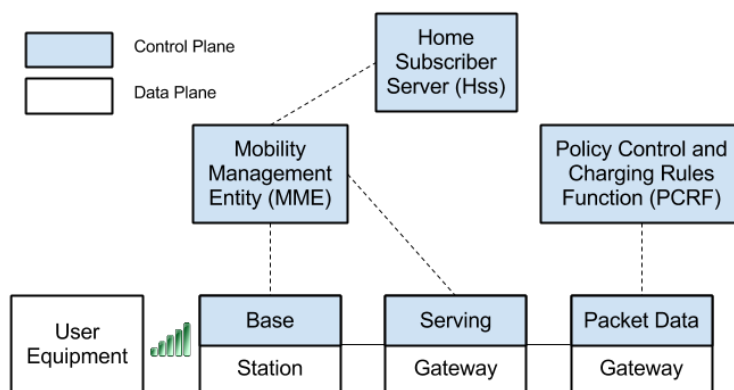 Control Plane
Data Plane
Home
Subscriber
Server (Hss)
Mobility
Management
Entity (MME)
Policy Control and
Charging Rules
Function (PCRF)
User
Equipment
Base
Station
Serving
Gateway
Packet Data
Gateway